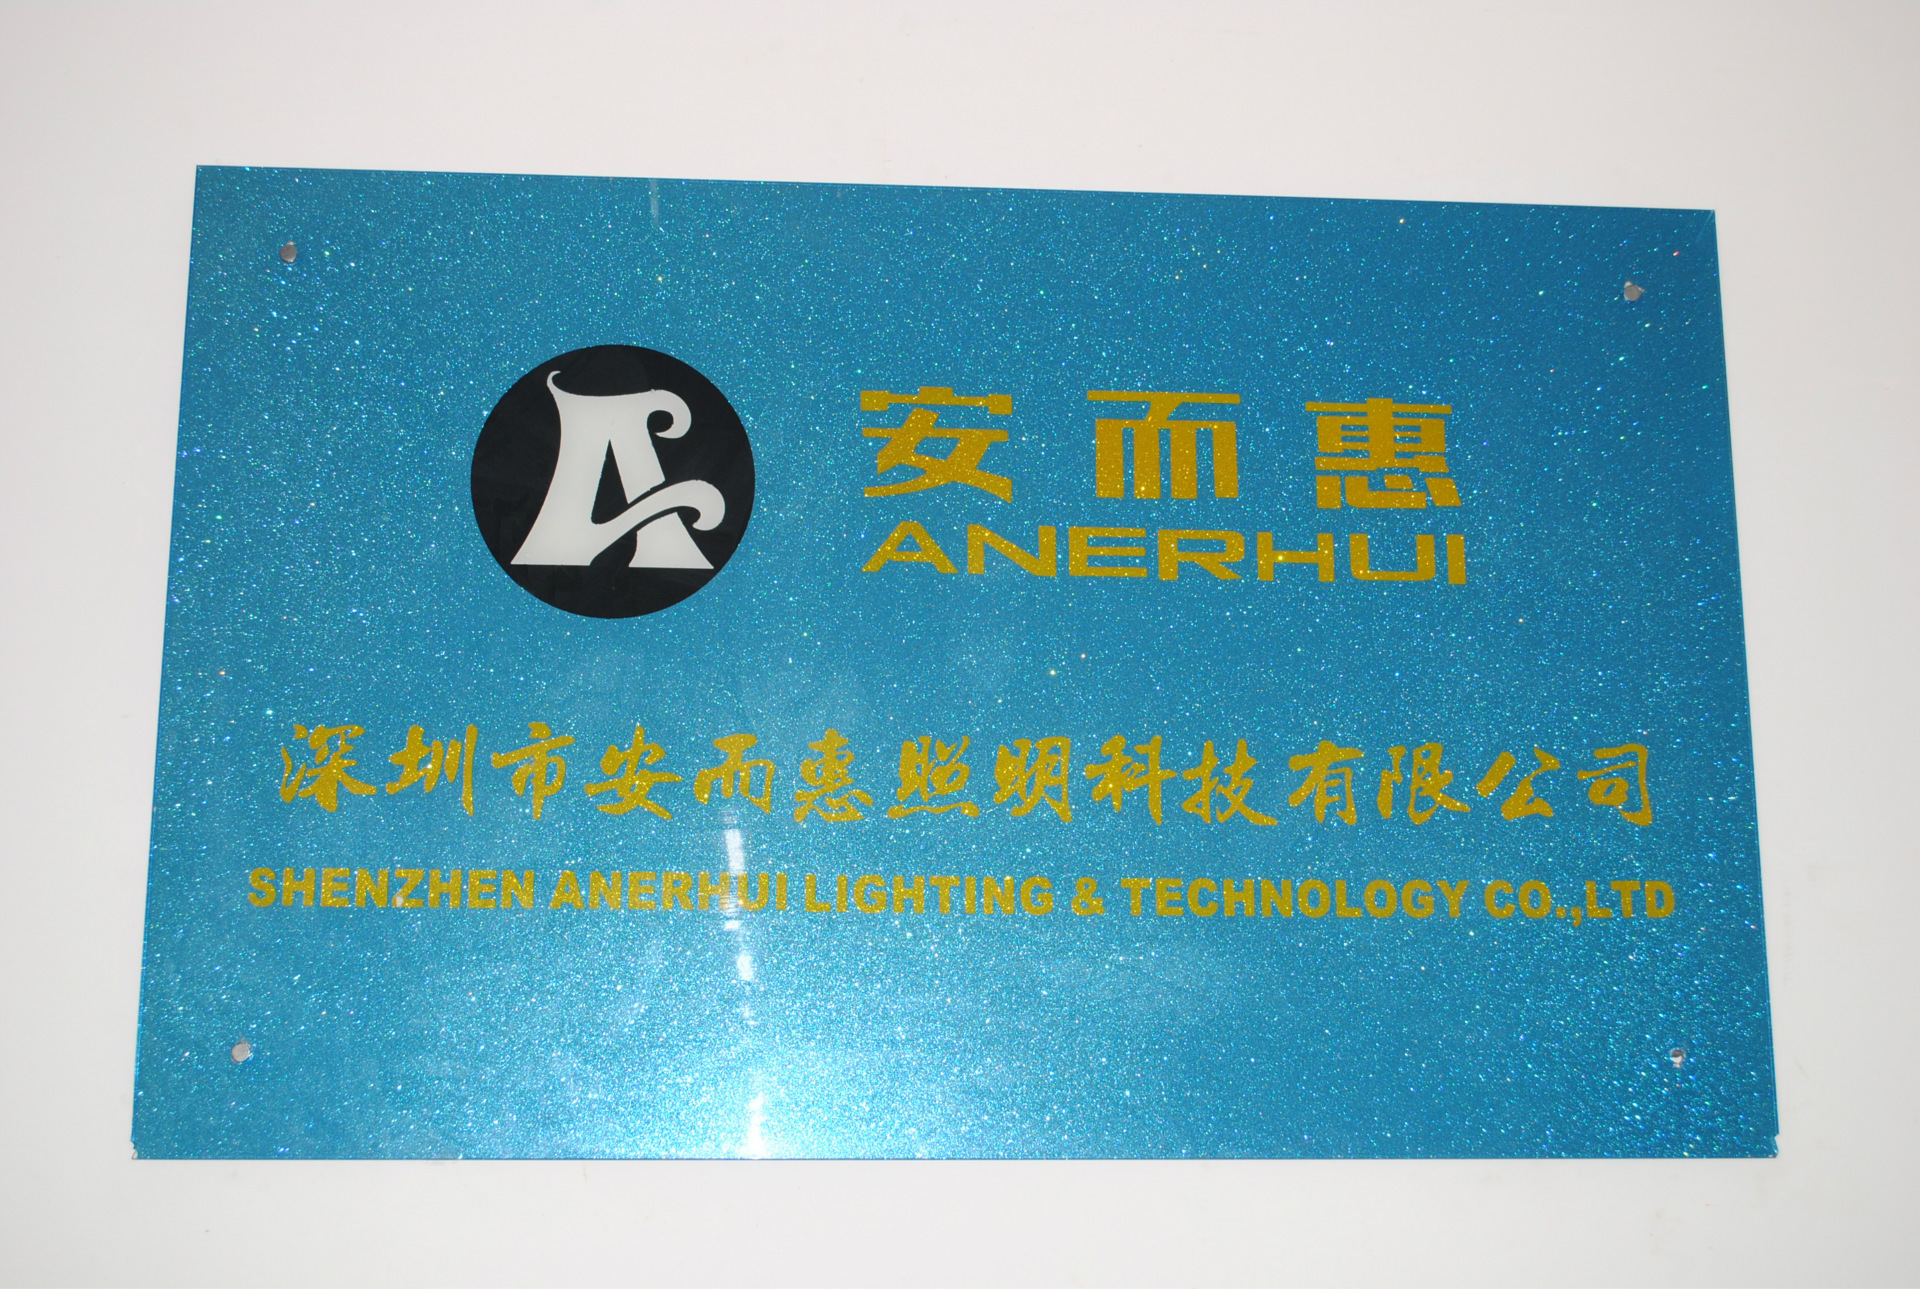 A
安而惠
ANERHUI
深圳市安而惠照明科技有限公司
SHENZHEN ANERHUI LIGHTING & TECHNOLOGY CO.,LTD